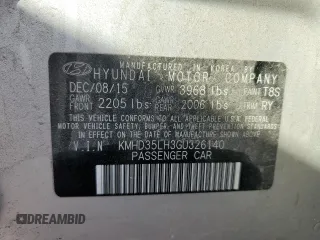 MANUFACTURED IN KOREA BY
HYUNDAI MOTOR COMPANY
DEC/08/15 GVWR 3968 lbs PAINT T8S
GAWR FRONT 2205 lbs GAWR REAR 2006 lbs TRIM RY
THIS VEHICLE CONFORMS TO ALL APPLICABLE
FEDERAL MOTOR VEHICLE SAFETY, BUMPER, AND
THEFT PREVENTION STANDARDS IN EFFECT ON
THE DATE OF MANUFACTURE SHOWN ABOVE.
V.I.N KMHD35LH3GU326140
PASSENGER CAR
DREAMBID